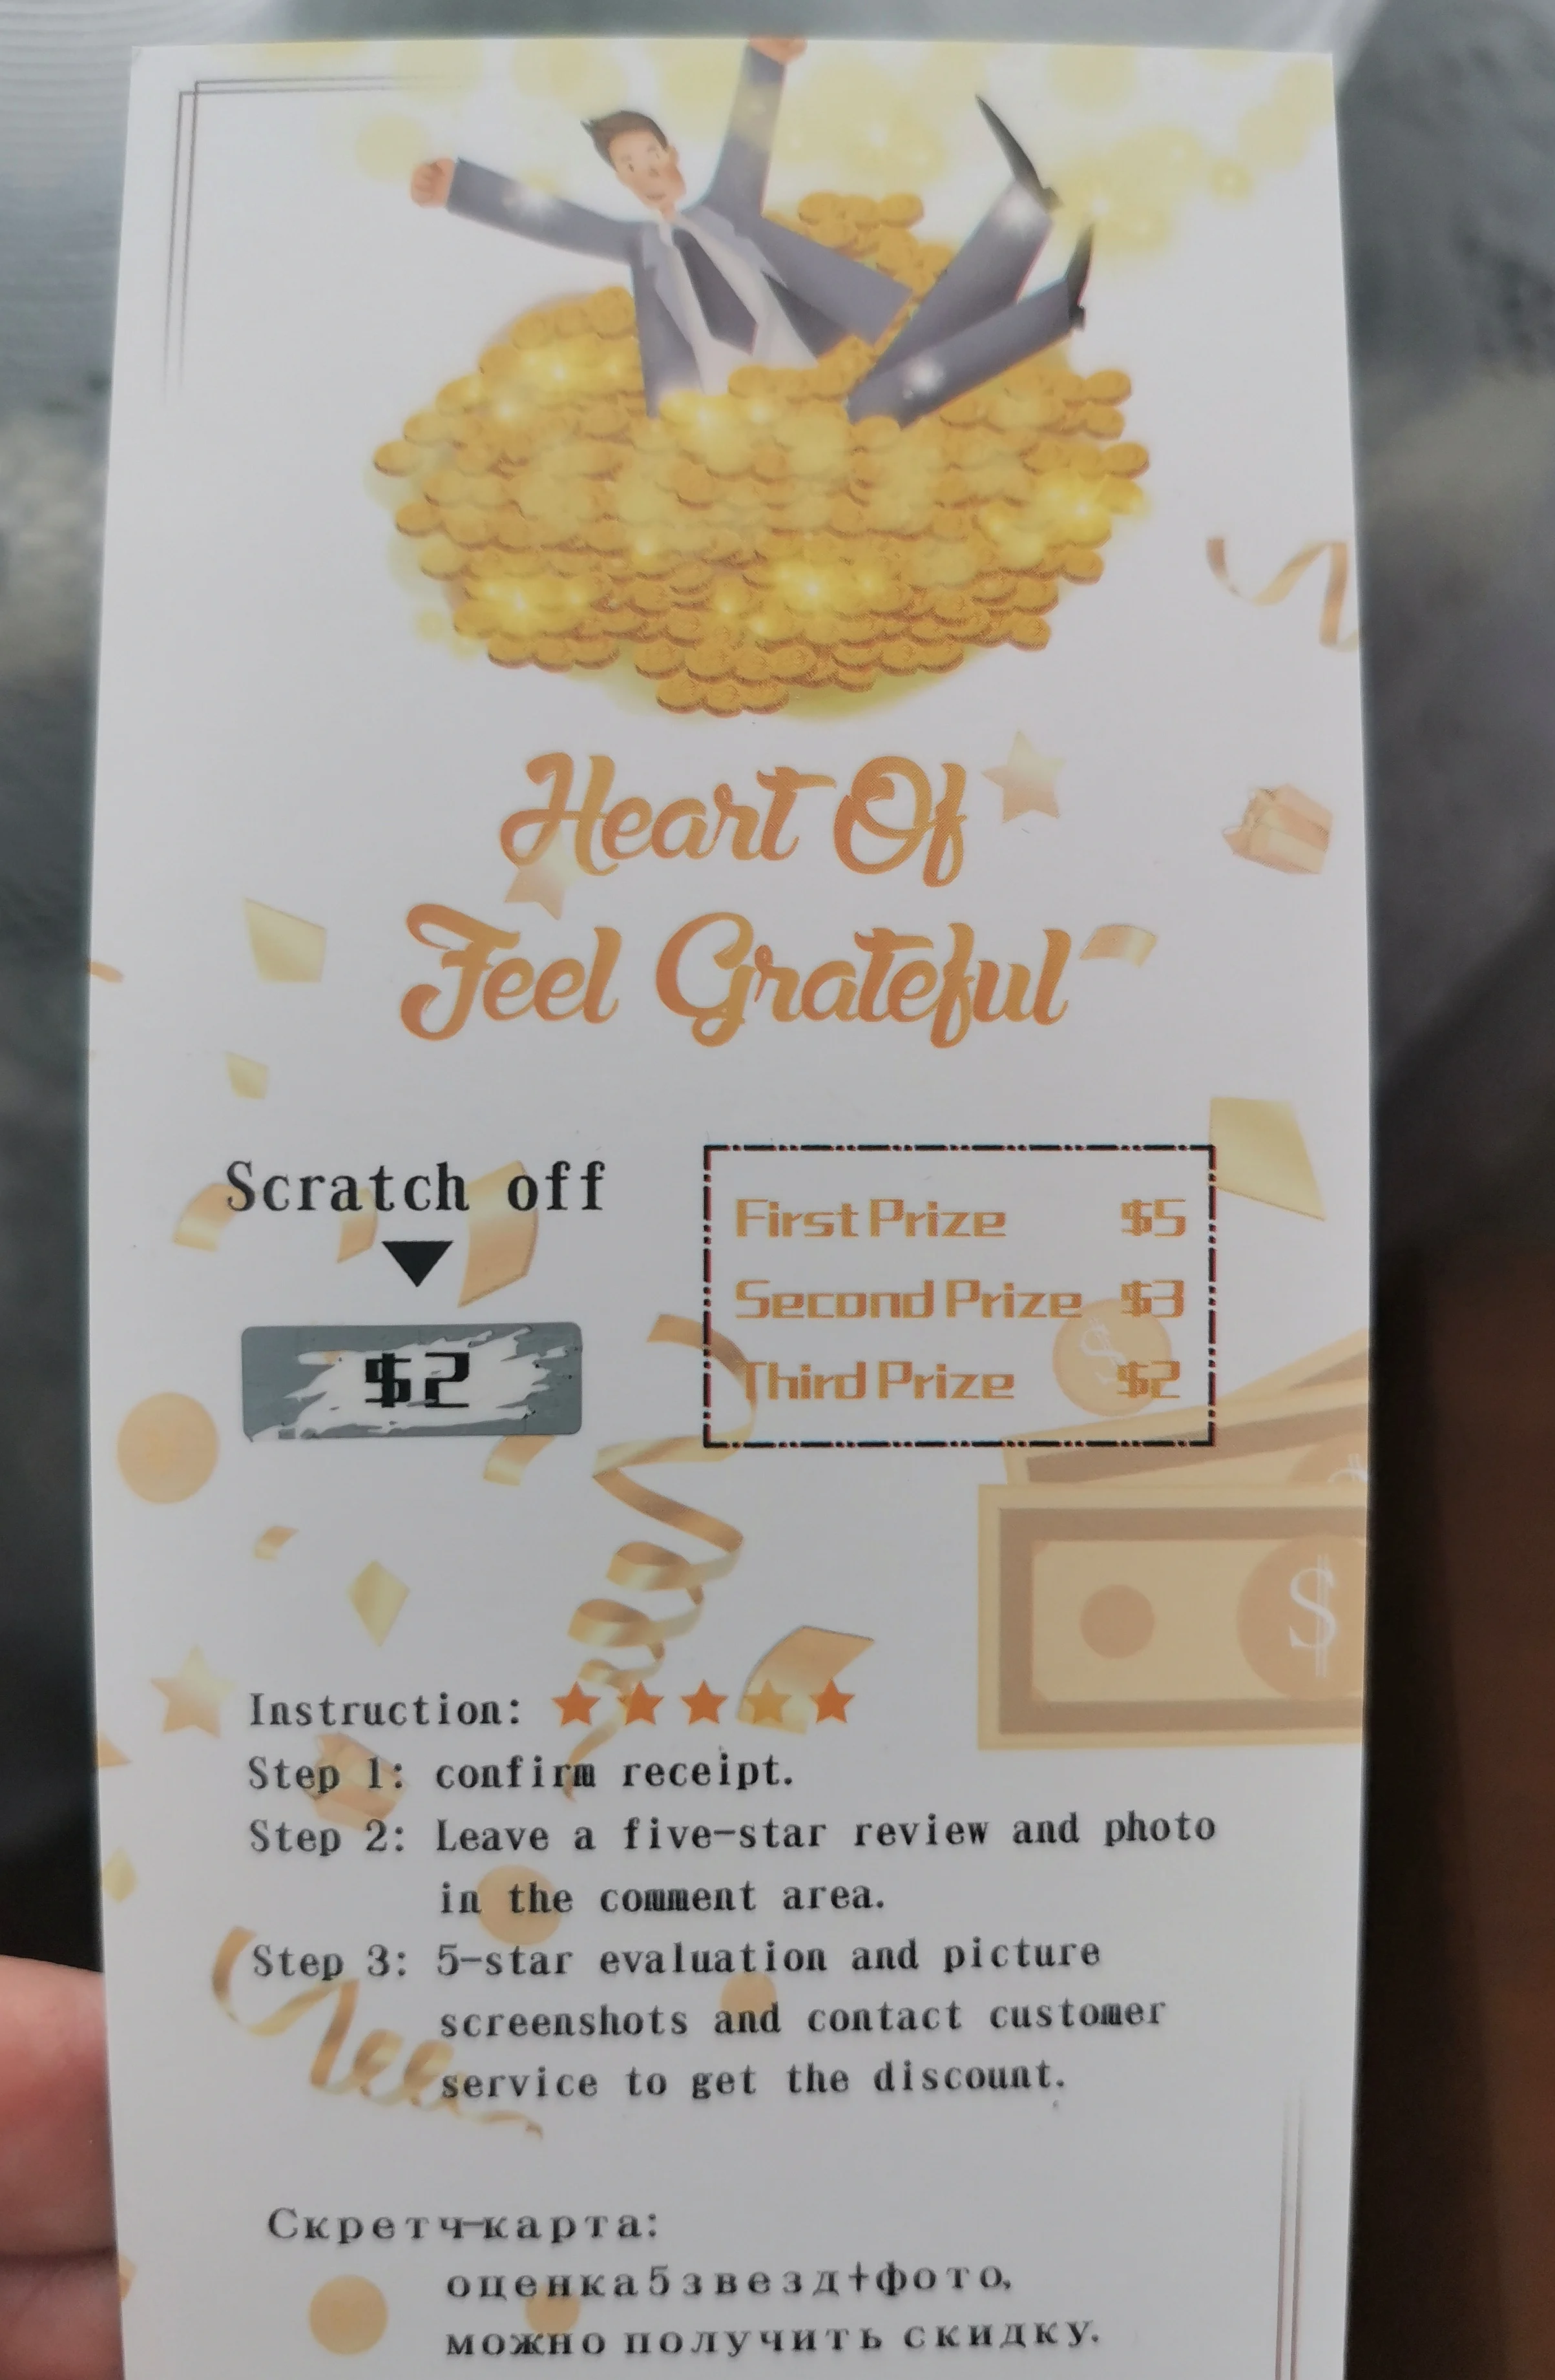 Heart Of
Feel Grateful
Scratch off
$2
First Prize $5
Second Prize $3
Third Prize $2
Instruction:
Step 1: confirm receipt.
Step 2: Leave a five-star review and photo
in the comment area.
Step 3: 5-star evaluation and picture
screenshots and contact customer
service to get the discount.
Скретч-карта:
оценка5звезд+фото,
можно получить скидку.